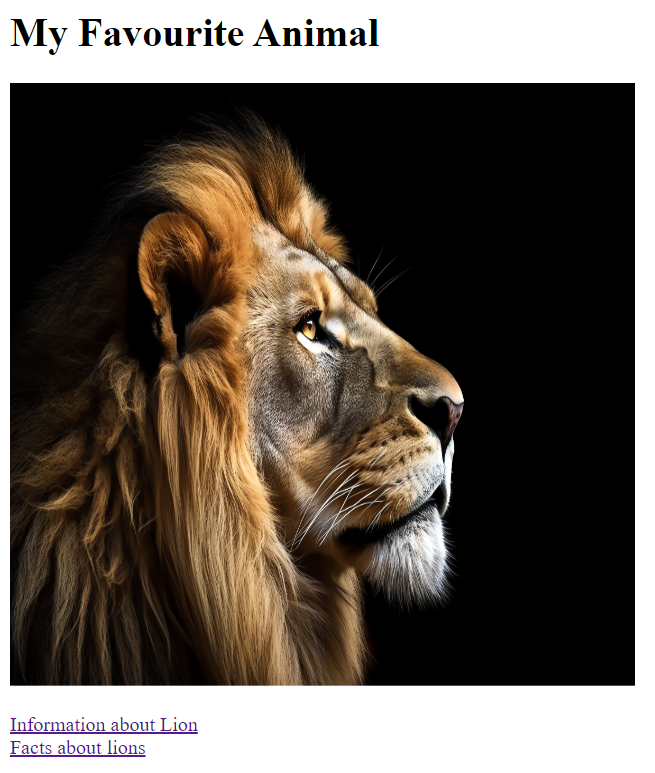 My Favourite Animal
Information about Lion
Facts about lions